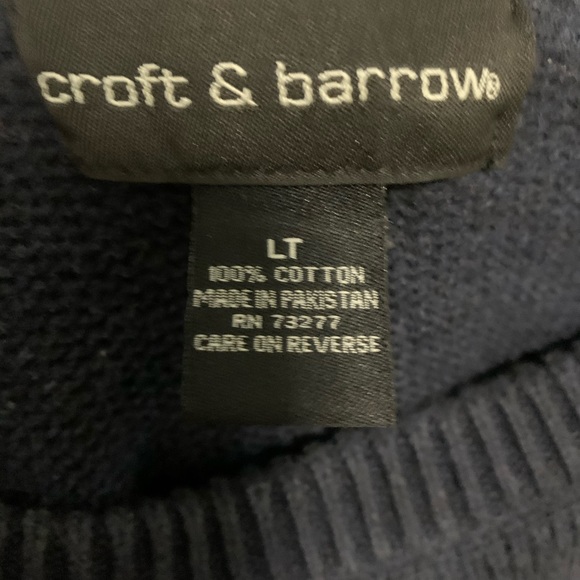 croft & barrow®
LT
100% COTTON
MADE IN PAKISTAN
RN 73277
CARE ON REVERSE